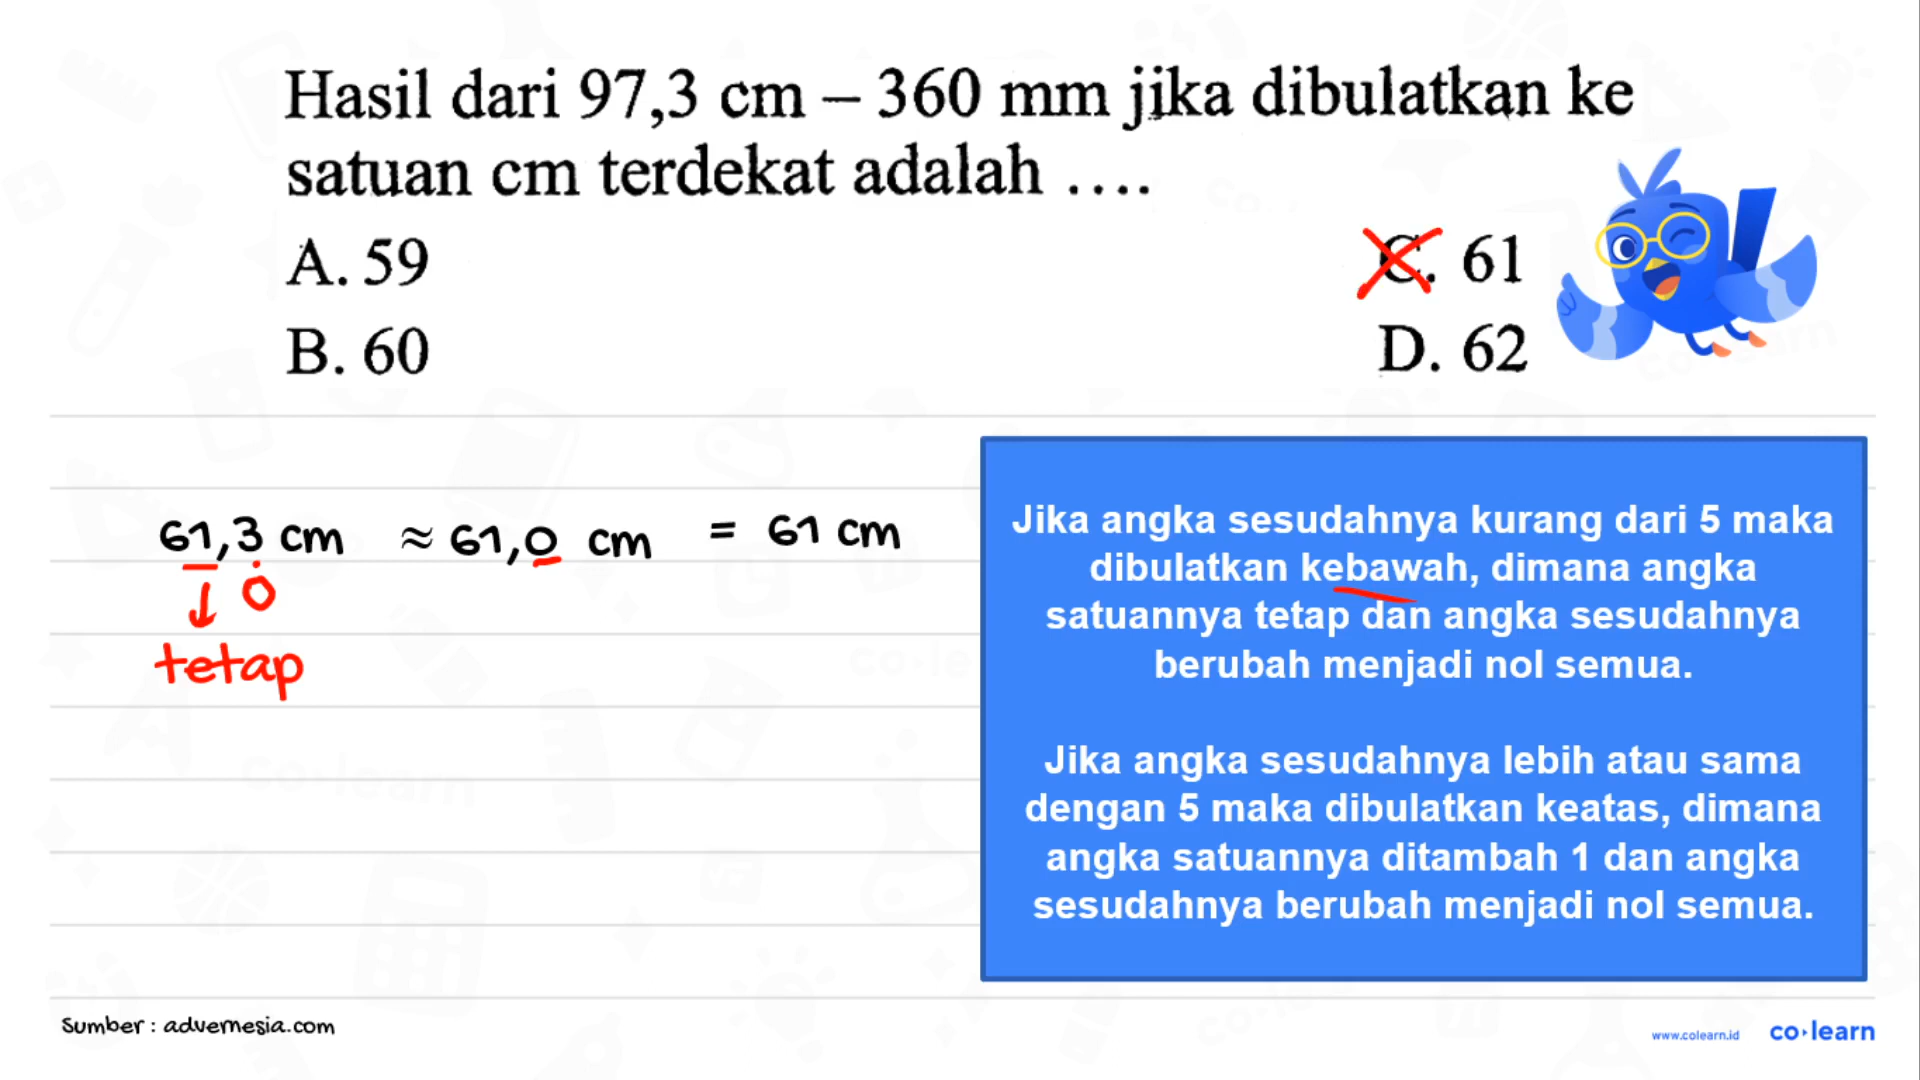 Hasil dari 97,3 cm – 360 mm jika dibulatkan ke
satuan cm terdekat adalah ....
A. 59
C. 61
B. 60
D. 62
61,3 cm ≈ 61,0 cm = 61 cm
0
tetap
Jika angka sesudahnya kurang dari 5 maka
dibulatkan kebawah, dimana angka
satuannya tetap dan angka sesudahnya
berubah menjadi nol semua.
Jika angka sesudahnya lebih atau sama
dengan 5 maka dibulatkan keatas, dimana
angka satuannya ditambah 1 dan angka
sesudahnya berubah menjadi nol semua.
Sumber : advernesia.com
www.colearn.id
co·learn